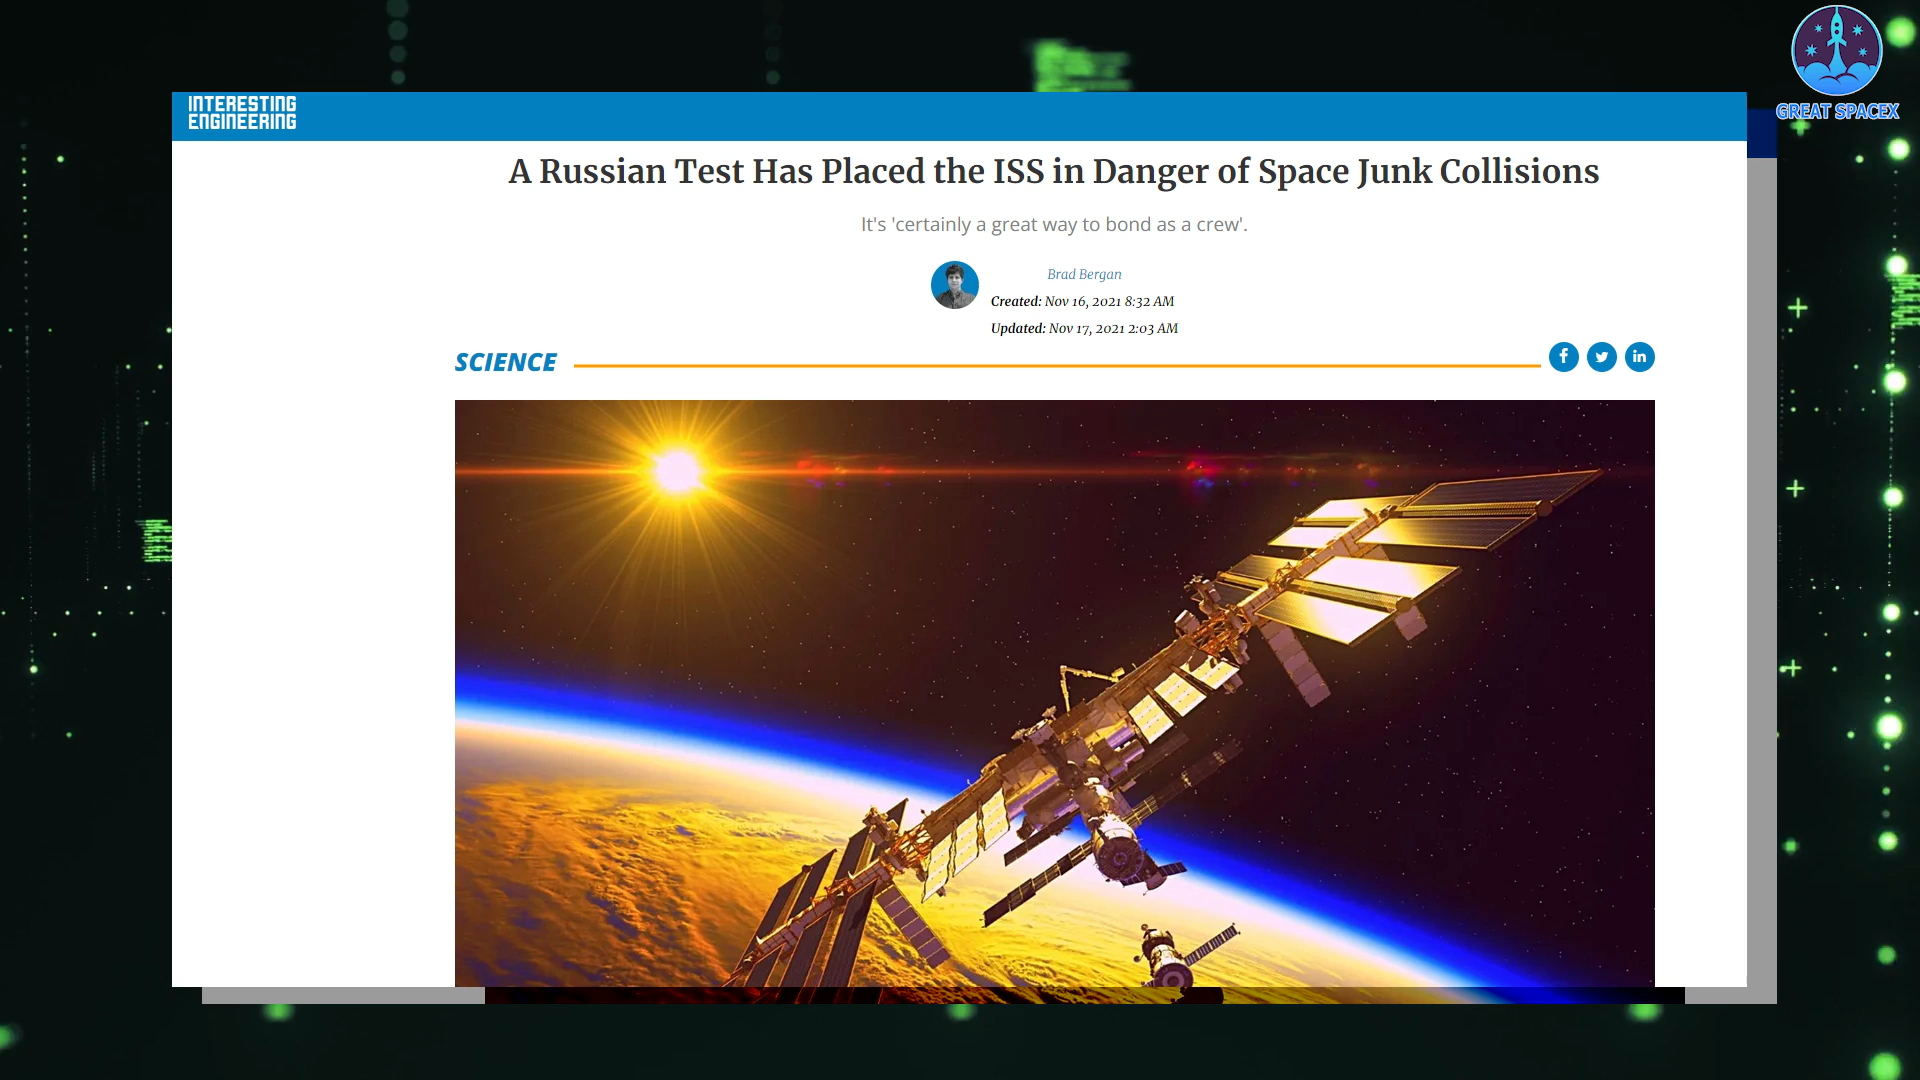 GREAT SPACEX
INTERESTING
ENGINEERING
A Russian Test Has Placed the ISS in Danger of Space Junk Collisions
It's 'certainly a great way to bond as a crew'.
Brad Bergan
Created: Nov 16, 2021 8:32 AM
Updated: Nov 17, 2021 2:03 AM
SCIENCE
f
in